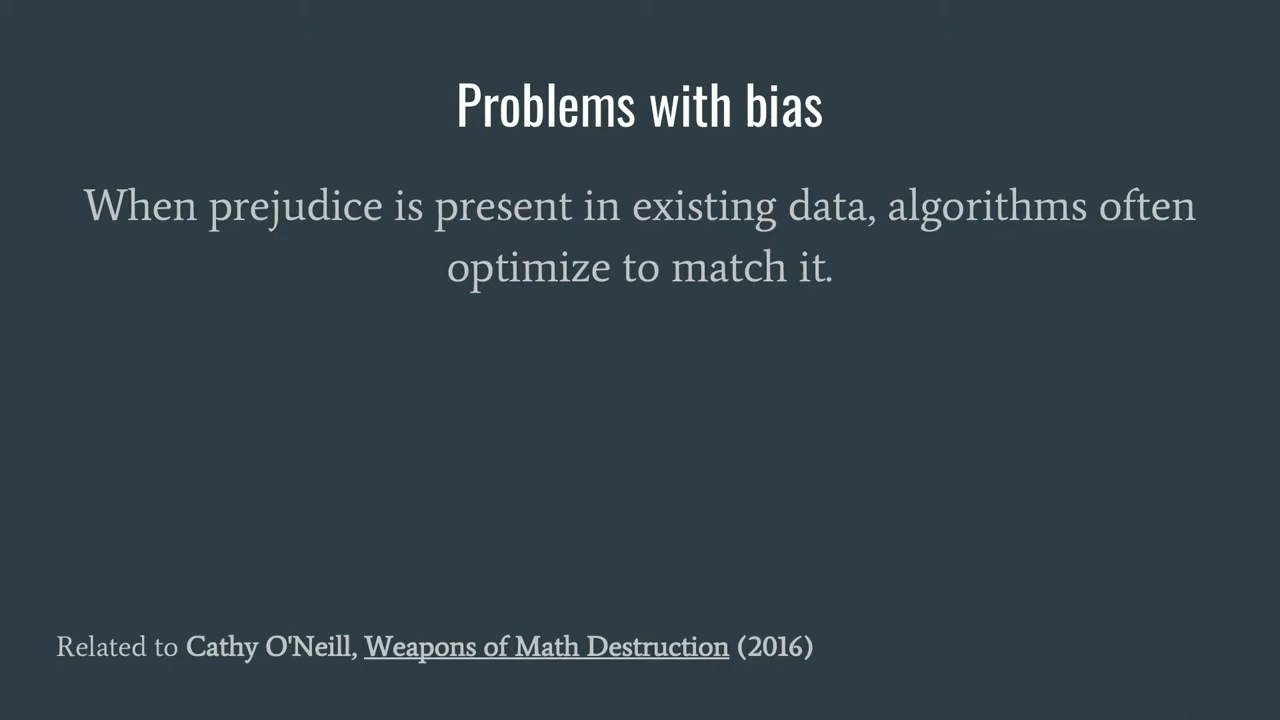 Problems with bias
When prejudice is present in existing data, algorithms often
optimize to match it.
Related to Cathy O'Neill, Weapons of Math Destruction (2016)